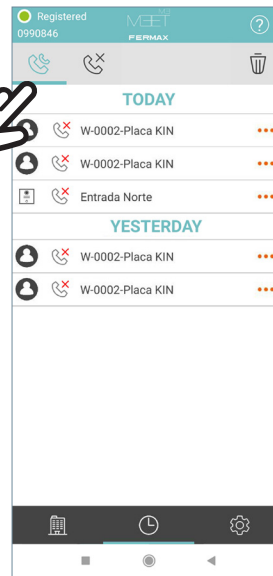 Registered
0990846
MEET
FERMAX
?
TODAY
W-0002-Placa KIN
W-0002-Placa KIN
Entrada Norte
YESTERDAY
W-0002-Placa KIN
W-0002-Placa KIN